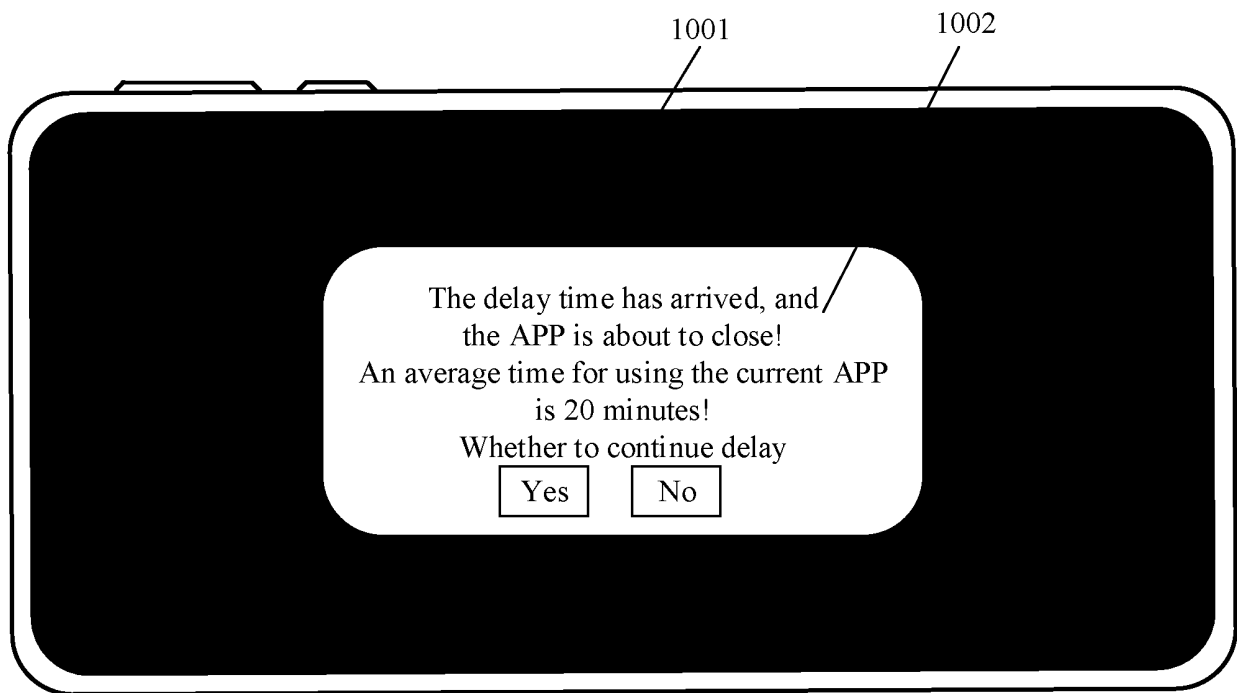 1001
1002
The delay time has arrived, and
the APP is about to close!
An average time for using the current APP
is 20 minutes!
Whether to continue delay
Yes
No